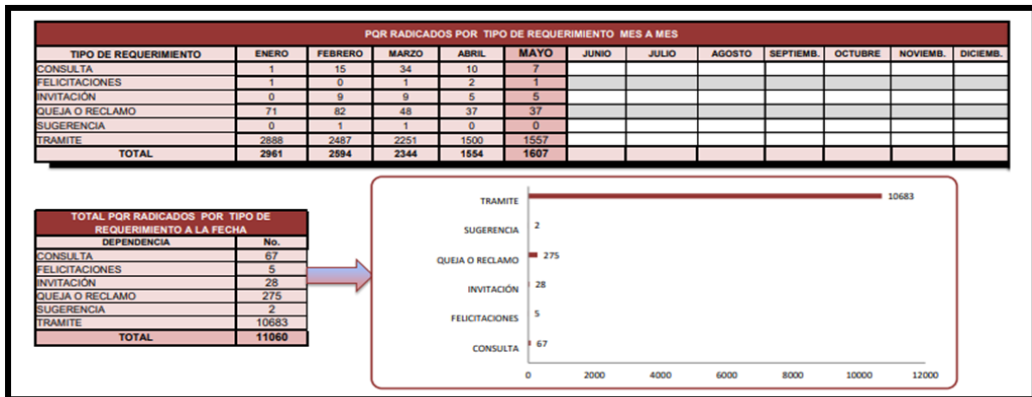 PQR RADICADOS POR TIPO DE REQUERIMIENTO MES A MES
TIPO DE REQUERIMIENTO ENERO FEBRERO MARZO ABRIL MAYO JUNIO JULIO AGOSTO SEPTIEMB. OCTUBRE NOVIEMB. DICIEMB.
CONSULTA 1 15 34 10 7
FELICITACIONES 1 0 1 2 1
INVITACIÓN 0 9 9 5 5
QUEJA O RECLAMO 71 82 48 37 37
SUGERENCIA 0 1 1 0 0
TRAMITE 2888 2487 2251 1500 1557
TOTAL 2961 2594 2344 1554 1607
TOTAL PQR RADICADOS POR TIPO DE
REQUERIMIENTO A LA FECHA
DEPENDENCIA No.
CONSULTA 67
FELICITACIONES 5
INVITACIÓN 28
QUEJA O RECLAMO 275
SUGERENCIA 2
TRAMITE 10683
TOTAL 11060
TRAMITE 10683
SUGERENCIA 2
QUEJA O RECLAMO 275
INVITACIÓN 28
FELICITACIONES 5
CONSULTA 67
0 2000 4000 6000 8000 10000 12000